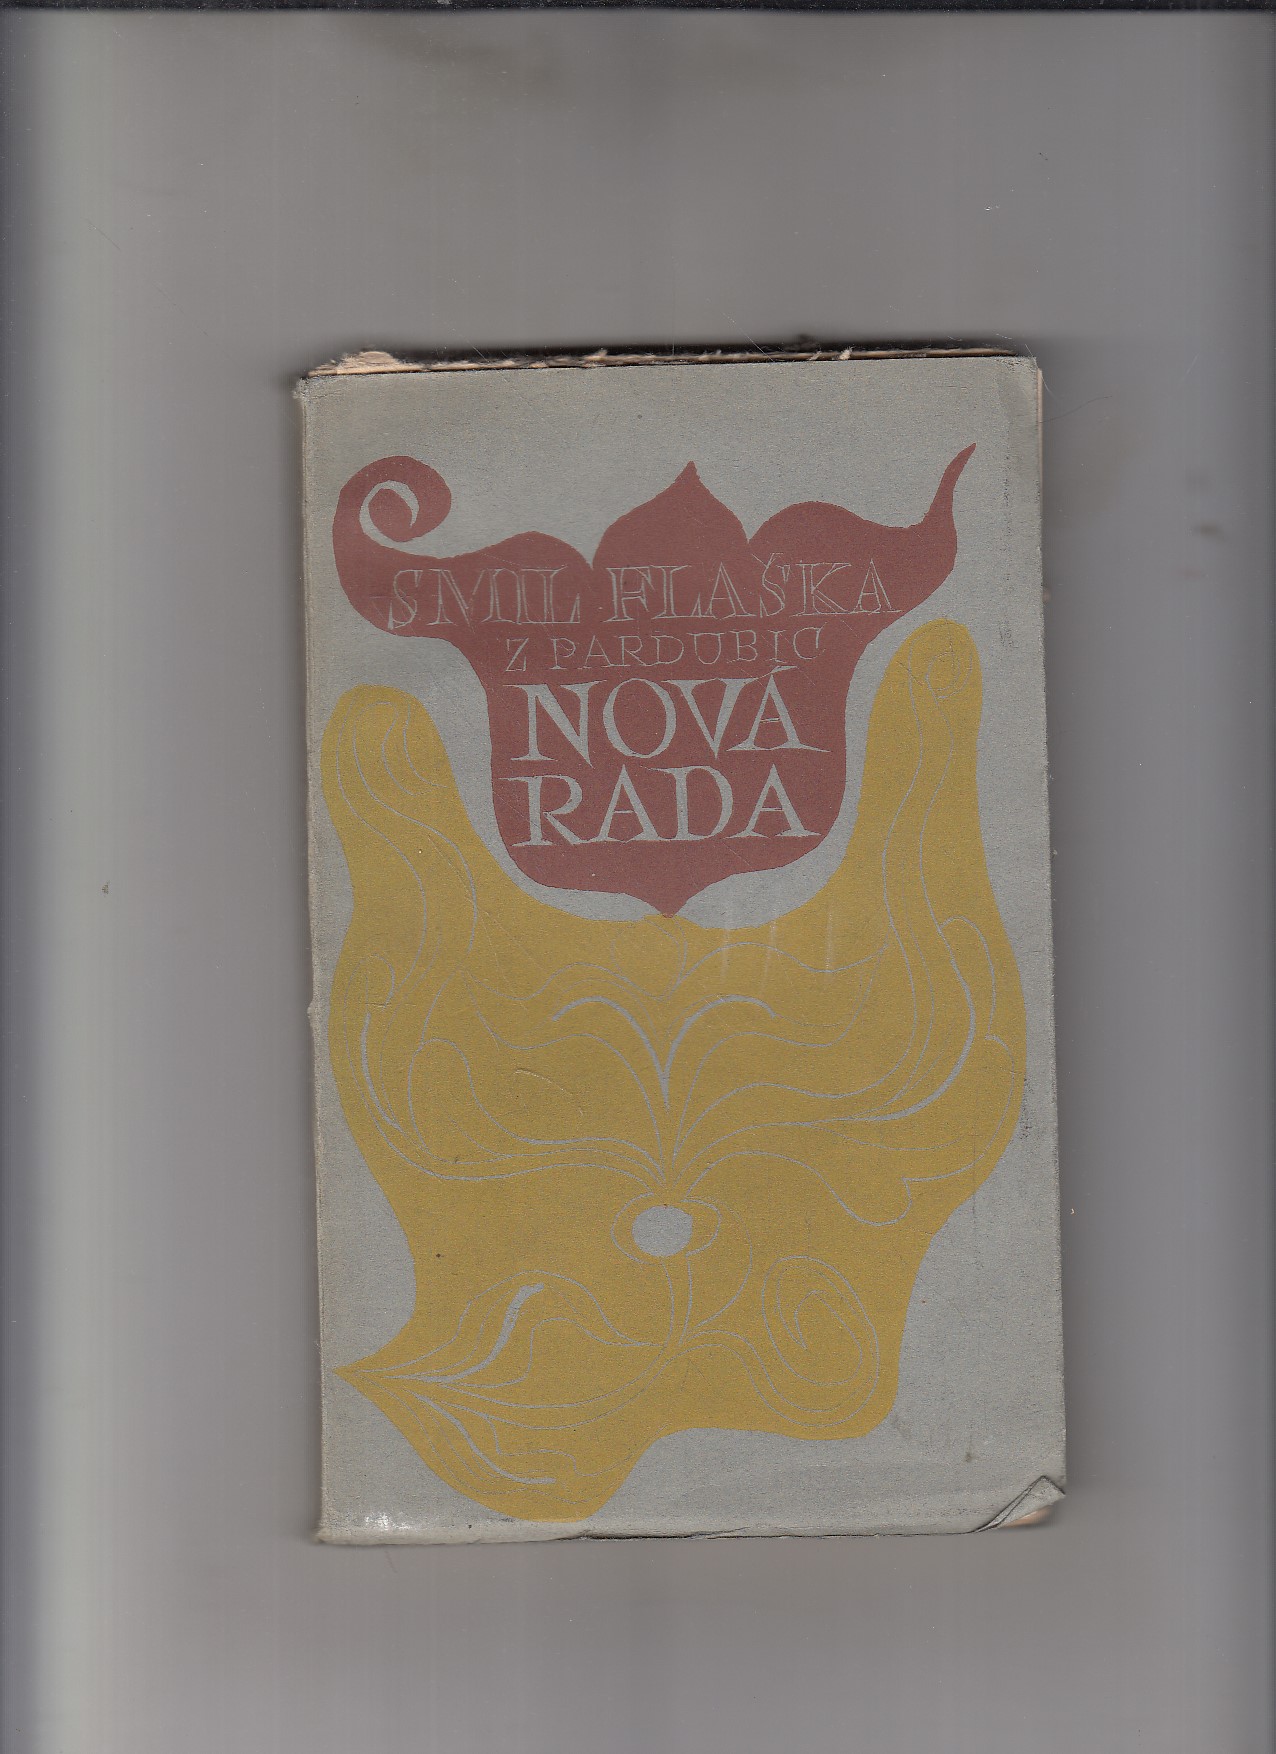 SMIL FLAŠKA
Z PARDUBIC
NOVÁ
RADA